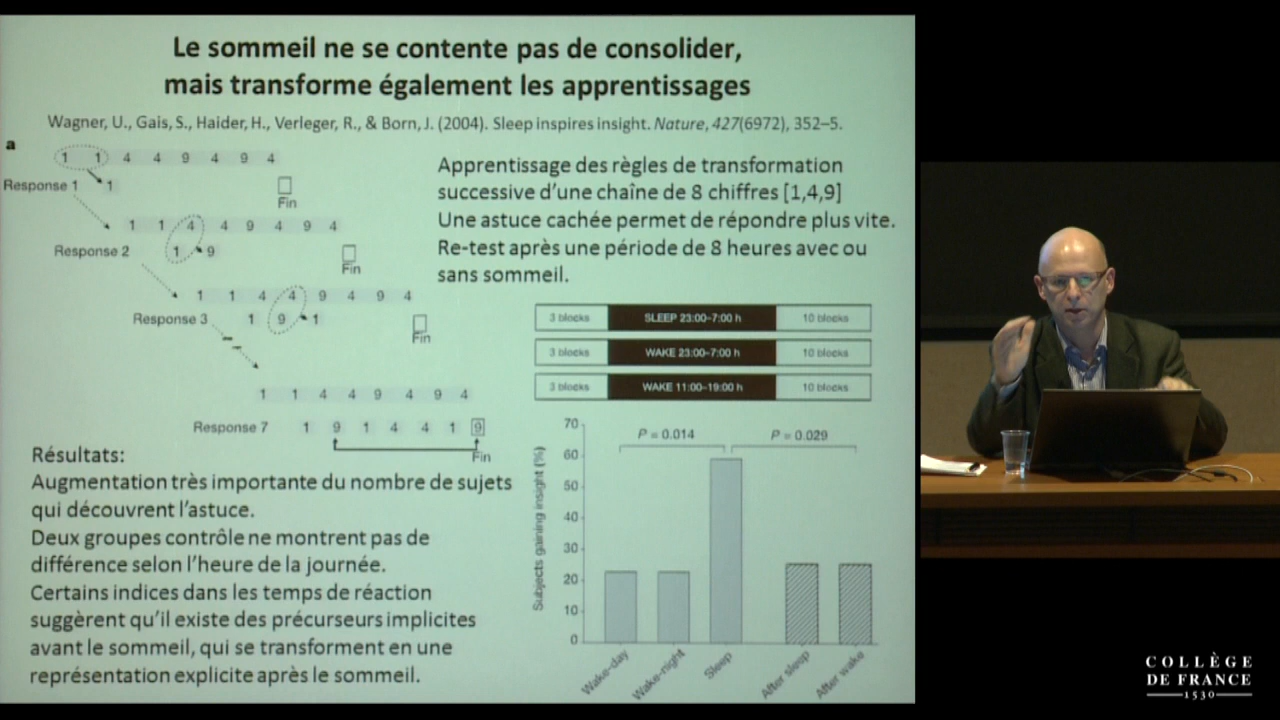 Le sommeil ne se contente pas de consolider,
mais transforme également les apprentissages
Wagner, U., Gais, S., Haider, H., Verleger, R., & Born, J. (2004). Sleep inspires insight. Nature, 427(6972), 352–5.
a
1 1 4 4 9 4 9 4
Response 1 1
Fin
1 1 4 4 9 4 9 4
Response 2 1 9
Fin
1 1 4 4 9 4 9 4
Response 3 1 9 1
Fin
1 1 4 4 9 4 9 4
Response 7 1 9 1 4 4 1 9
Fin
Apprentissage des règles de transformation
successive d'une chaîne de 8 chiffres [1,4,9]
Une astuce cachée permet de répondre plus vite.
Re-test après une période de 8 heures avec ou
sans sommeil.
3 blocks SLEEP 23:00–7:00 h 10 blocks
3 blocks WAKE 23:00–7:00 h 10 blocks
3 blocks WAKE 11:00–19:00 h 10 blocks
Résultats:
Augmentation très importante du nombre de sujets
qui découvrent l'astuce.
Deux groupes contrôle ne montrent pas de
différence selon l'heure de la journée.
Certains indices dans les temps de réaction
suggèrent qu'il existe des précurseurs implicites
avant le sommeil, qui se transforment en une
représentation explicite après le sommeil.
Subjects gaining insight (%)
70
60
50
40
30
20
10
0
P = 0.014
P = 0.029
Wake-day
Wake-night
Sleep
After sleep
After wake
COLLÈGE
DE FRANCE
1530